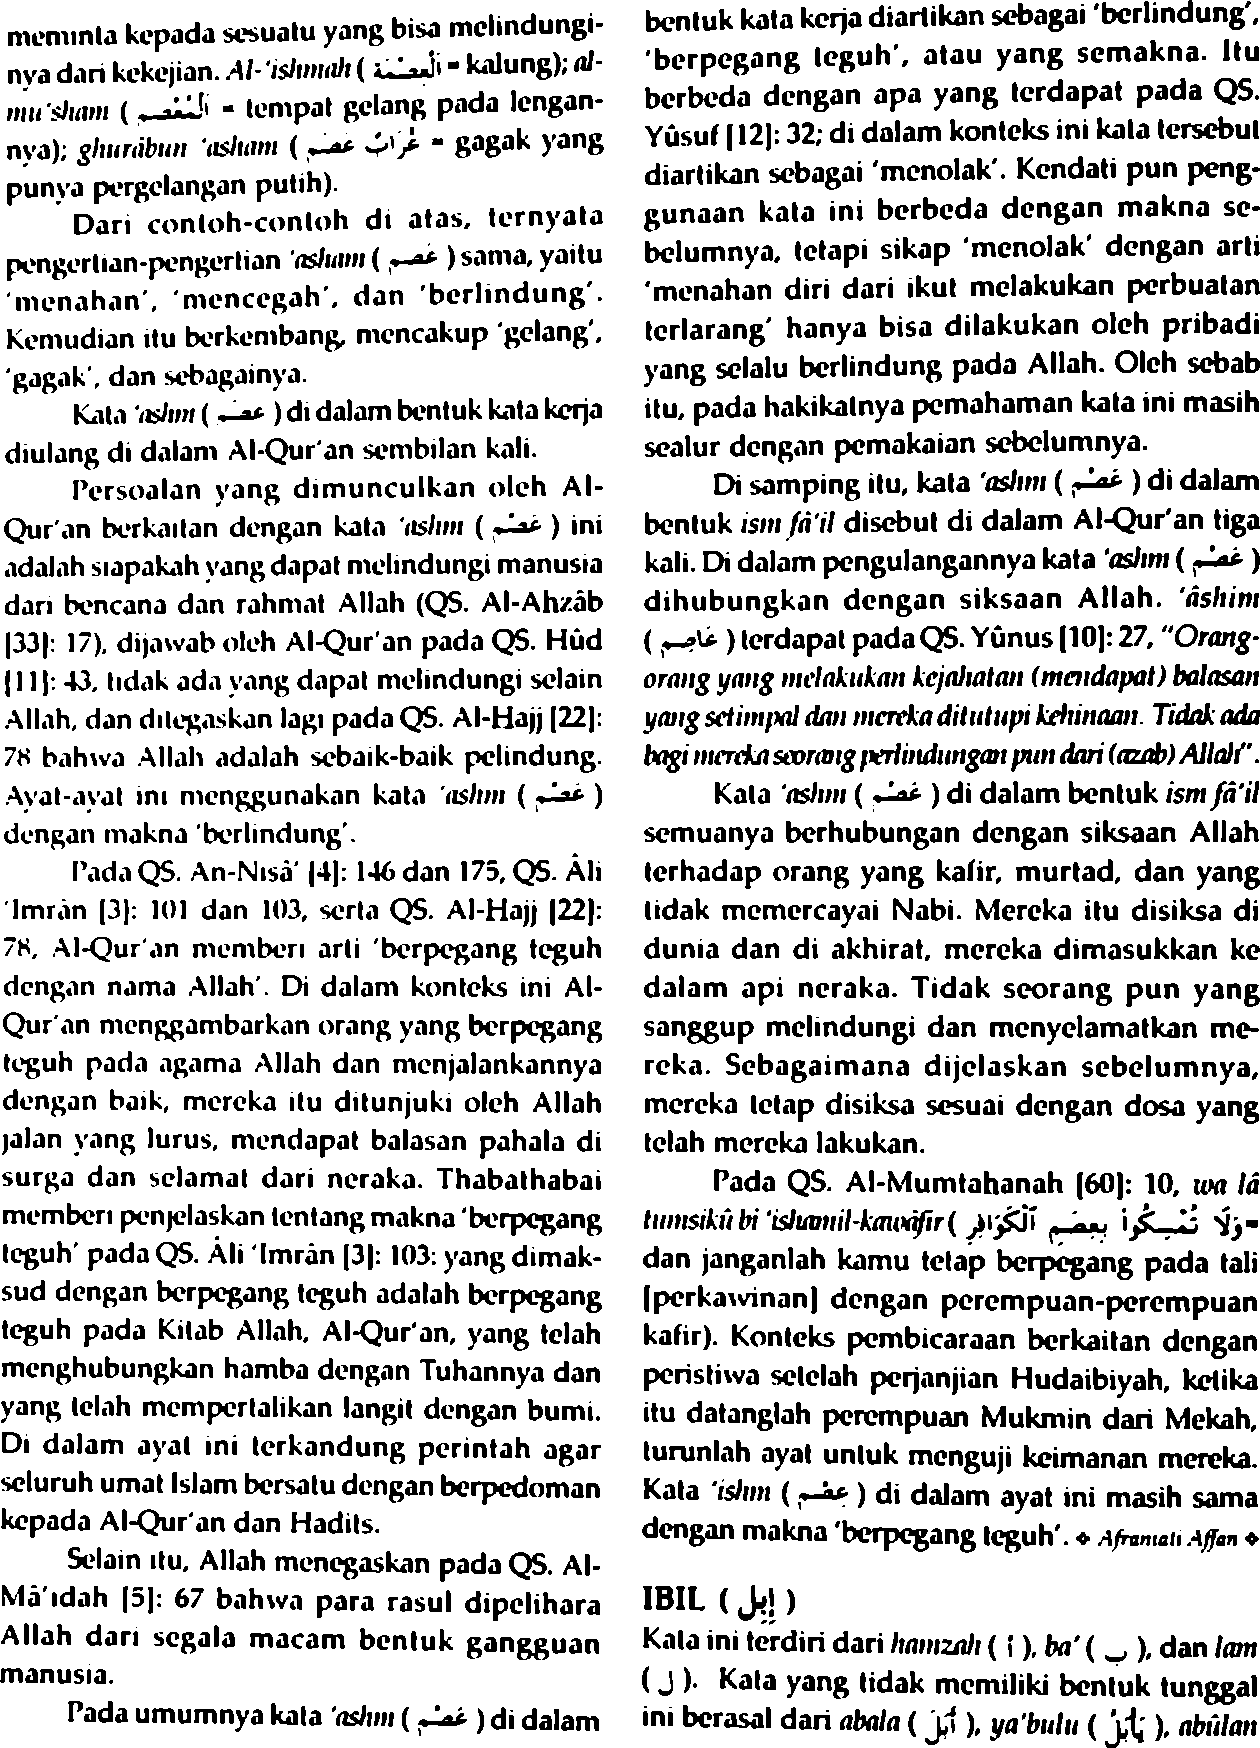 meminta kepada sesuatu yang bisa melindungi-
nya dari kekejian. Al-'ishmah ( العِصْمَة = kalung); al-
mu'sham ( المُعْصَم = tempat gelang pada lengan-
nya); ghurâbun 'asham ( غُرَابٌ عَصَم = gagak yang
punya pergelangan putih).
Dari contoh-contoh di atas, ternyata
pengertian-pengertian 'asham ( عَصَم ) sama, yaitu
'menahan', 'mencegah', dan 'berlindung'.
Kemudian itu berkembang, mencakup 'gelang',
'gagak', dan sebagainya.
Kata 'ashm ( عَصْم ) di dalam bentuk kata kerja
diulang di dalam Al-Qur'an sembilan kali.
Persoalan yang dimunculkan oleh Al-
Qur'an berkaitan dengan kata 'ashm ( عَصْم ) ini
adalah siapakah yang dapat melindungi manusia
dari bencana dan rahmat Allah (QS. Al-Ahzâb
[33]: 17), dijawab oleh Al-Qur'an pada QS. Hûd
[11]: 43, tidak ada yang dapat melindungi selain
Allah, dan ditegaskan lagi pada QS. Al-Hajj [22]:
78 bahwa Allah adalah sebaik-baik pelindung.
Ayat-ayat ini menggunakan kata 'ashm ( عَصْم )
dengan makna 'berlindung'.
Pada QS. An-Nisâ' [4]: 146 dan 175, QS. Âli
'Imrân [3]: 101 dan 103, serta QS. Al-Hajj [22]:
78, Al-Qur'an memberi arti 'berpegang teguh
dengan nama Allah'. Di dalam konteks ini Al-
Qur'an menggambarkan orang yang berpegang
teguh pada agama Allah dan menjalankannya
dengan baik, mereka itu ditunjuki oleh Allah
jalan yang lurus, mendapat balasan pahala di
surga dan selamat dari neraka. Thabathabai
memberi penjelaskan tentang makna 'berpegang
teguh' pada QS. Âli 'Imrân [3]: 103: yang dimak-
sud dengan berpegang teguh adalah berpegang
teguh pada Kitab Allah, Al-Qur'an, yang telah
menghubungkan hamba dengan Tuhannya dan
yang telah mempertalikan langit dengan bumi.
Di dalam ayat ini terkandung perintah agar
seluruh umat Islam bersatu dengan berpedoman
kepada Al-Qur'an dan Hadits.
Selain itu, Allah menegaskan pada QS. Al-
Mâ'idah [5]: 67 bahwa para rasul dipelihara
Allah dari segala macam bentuk gangguan
manusia.
Pada umumnya kata 'ashm ( عَصْم ) di dalam
bentuk kata kerja diartikan sebagai 'berlindung',
'berpegang teguh', atau yang semakna. Itu
berbeda dengan apa yang terdapat pada QS.
Yûsuf [12]: 32; di dalam konteks ini kata tersebut
diartikan sebagai 'menolak'. Kendati pun peng-
gunaan kata ini berbeda dengan makna se-
belumnya, tetapi sikap 'menolak' dengan arti
'menahan diri dari ikut melakukan perbuatan
terlarang' hanya bisa dilakukan oleh pribadi
yang selalu berlindung pada Allah. Oleh sebab
itu, pada hakikatnya pemahaman kata ini masih
sealur dengan pemakaian sebelumnya.
Di samping itu, kata 'ashm ( عَصْم ) di dalam
bentuk ism fâ'il disebut di dalam Al-Qur'an tiga
kali. Di dalam pengulangannya kata 'ashm ( عَصْم )
dihubungkan dengan siksaan Allah. 'âshim
( عَاصِم ) terdapat pada QS. Yûnus [10]: 27, "Orang-
orang yang melakukan kejahatan (mendapat) balasan
yang setimpal dan mereka ditutupi kehinaan. Tidak ada
bagi mereka seorang perlindungan pun dari (azab) Allah".
Kata 'ashm ( عَصْم ) di dalam bentuk ism fâ'il
semuanya berhubungan dengan siksaan Allah
terhadap orang yang kafir, murtad, dan yang
tidak memercayai Nabi. Mereka itu disiksa di
dunia dan di akhirat, mereka dimasukkan ke
dalam api neraka. Tidak seorang pun yang
sanggup melindungi dan menyelamatkan me-
reka. Sebagaimana dijelaskan sebelumnya,
mereka tetap disiksa sesuai dengan dosa yang
telah mereka lakukan.
Pada QS. Al-Mumtahanah [60]: 10, wa lâ
tumsikû bi 'ishamil-kawâfir ( وَلَا تُمْسِكُوا بِعِصَمِ الْكَوَافِرِ =
dan janganlah kamu tetap berpegang pada tali
[perkawinan] dengan perempuan-perempuan
kafir). Konteks pembicaraan berkaitan dengan
peristiwa setelah perjanjian Hudaibiyah, ketika
itu datanglah perempuan Mukmin dari Mekah,
turunlah ayat untuk menguji keimanan mereka.
Kata 'ishm ( عِصْم ) di dalam ayat ini masih sama
dengan makna 'berpegang teguh'. ❖ Aframati Affan ❖
IBIL ( إِبِل )
Kata ini terdiri dari hamzah ( أ ), ba' ( ب ), dan lam
( ل ). Kata yang tidak memiliki bentuk tunggal
ini berasal dari abala ( أَبَلَ ), ya'bulu ( يَأْبُلُ ), abûlan